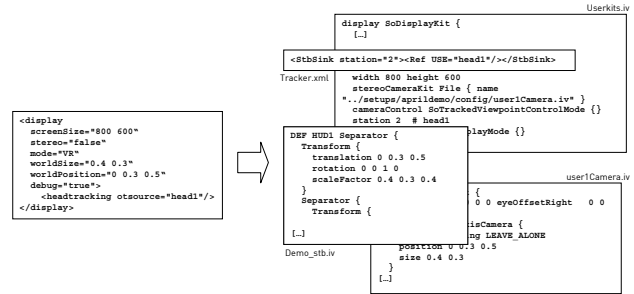 Userkits.iv
display SoDisplayKit {
[…]
<StbSink station="2"><Ref USE="head1"/></StbSink>
Tracker.xml
width 800 height 600
stereoCameraKit File { name
"../setups/aprildemo/config/user1Camera.iv" }
cameraControl SoTrackedViewpointControlMode {}
station 2 # head1
playMode {}
<display
screenSize="800 600"
stereo="false"
mode="VR"
worldSize="0.4 0.3"
worldPosition="0 0.3 0.5"
debug="true">
<headtracking otsource="head1"/>
</display>
DEF HUD1 Separator {
Transform {
translation 0 0.3 0.5
rotation 0 0 1 0
scaleFactor 0.4 0.3 0.4
}
Separator {
Transform {
[…]
Demo_stb.iv
user1Camera.iv
{
0 0 eyeOffsetRight 0 0
isCamera {
ng LEAVE_ALONE
position 0 0.3 0.5
size 0.4 0.3
}
[…]